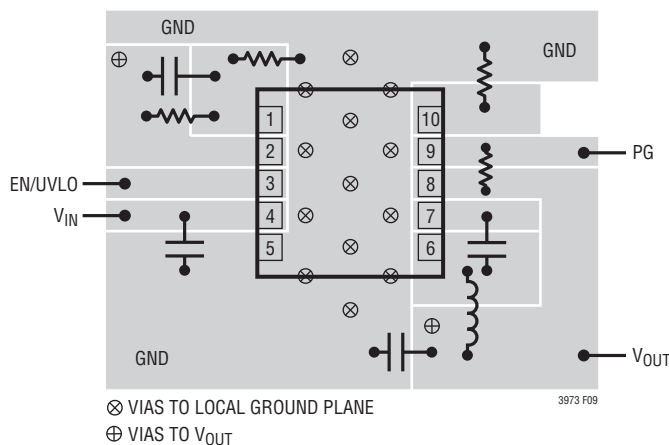 GND
GND
1
10
2
9
PG
EN/UVLO
3
8
V_IN
4
7
5
6
GND
V_OUT
⊗ VIAS TO LOCAL GROUND PLANE
3973 F09
⊕ VIAS TO V_OUT